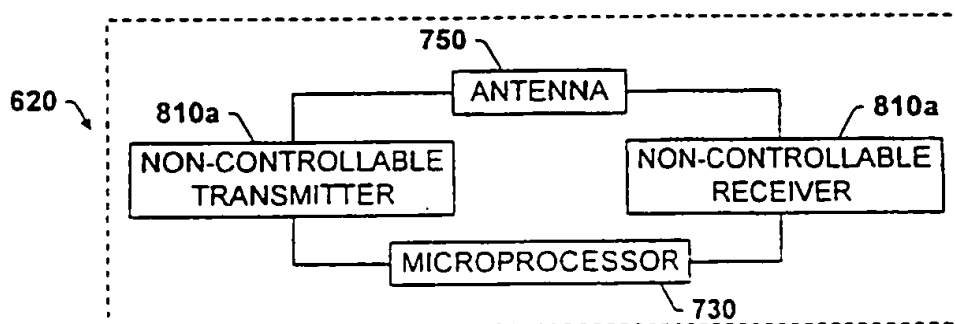 750
ANTENNA
620
810a
810a
NON-CONTROLLABLE
TRANSMITTER
NON-CONTROLLABLE
RECEIVER
MICROPROCESSOR
730